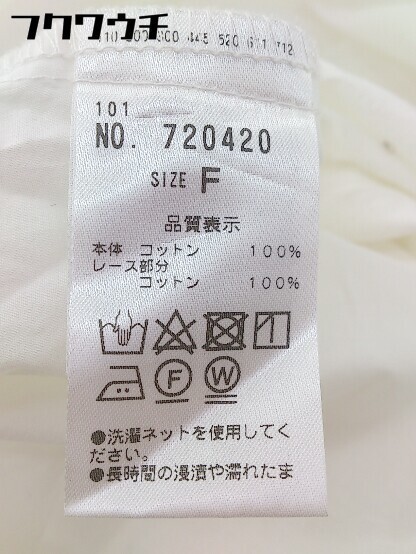 フクワウチ
101
NO. 720420
SIZE F
品質表示
本体 コットン 100%
レース部分
コットン 100%
F W
●洗濯ネットを使用してく
ださい。
●長時間の浸漬や濡れたま